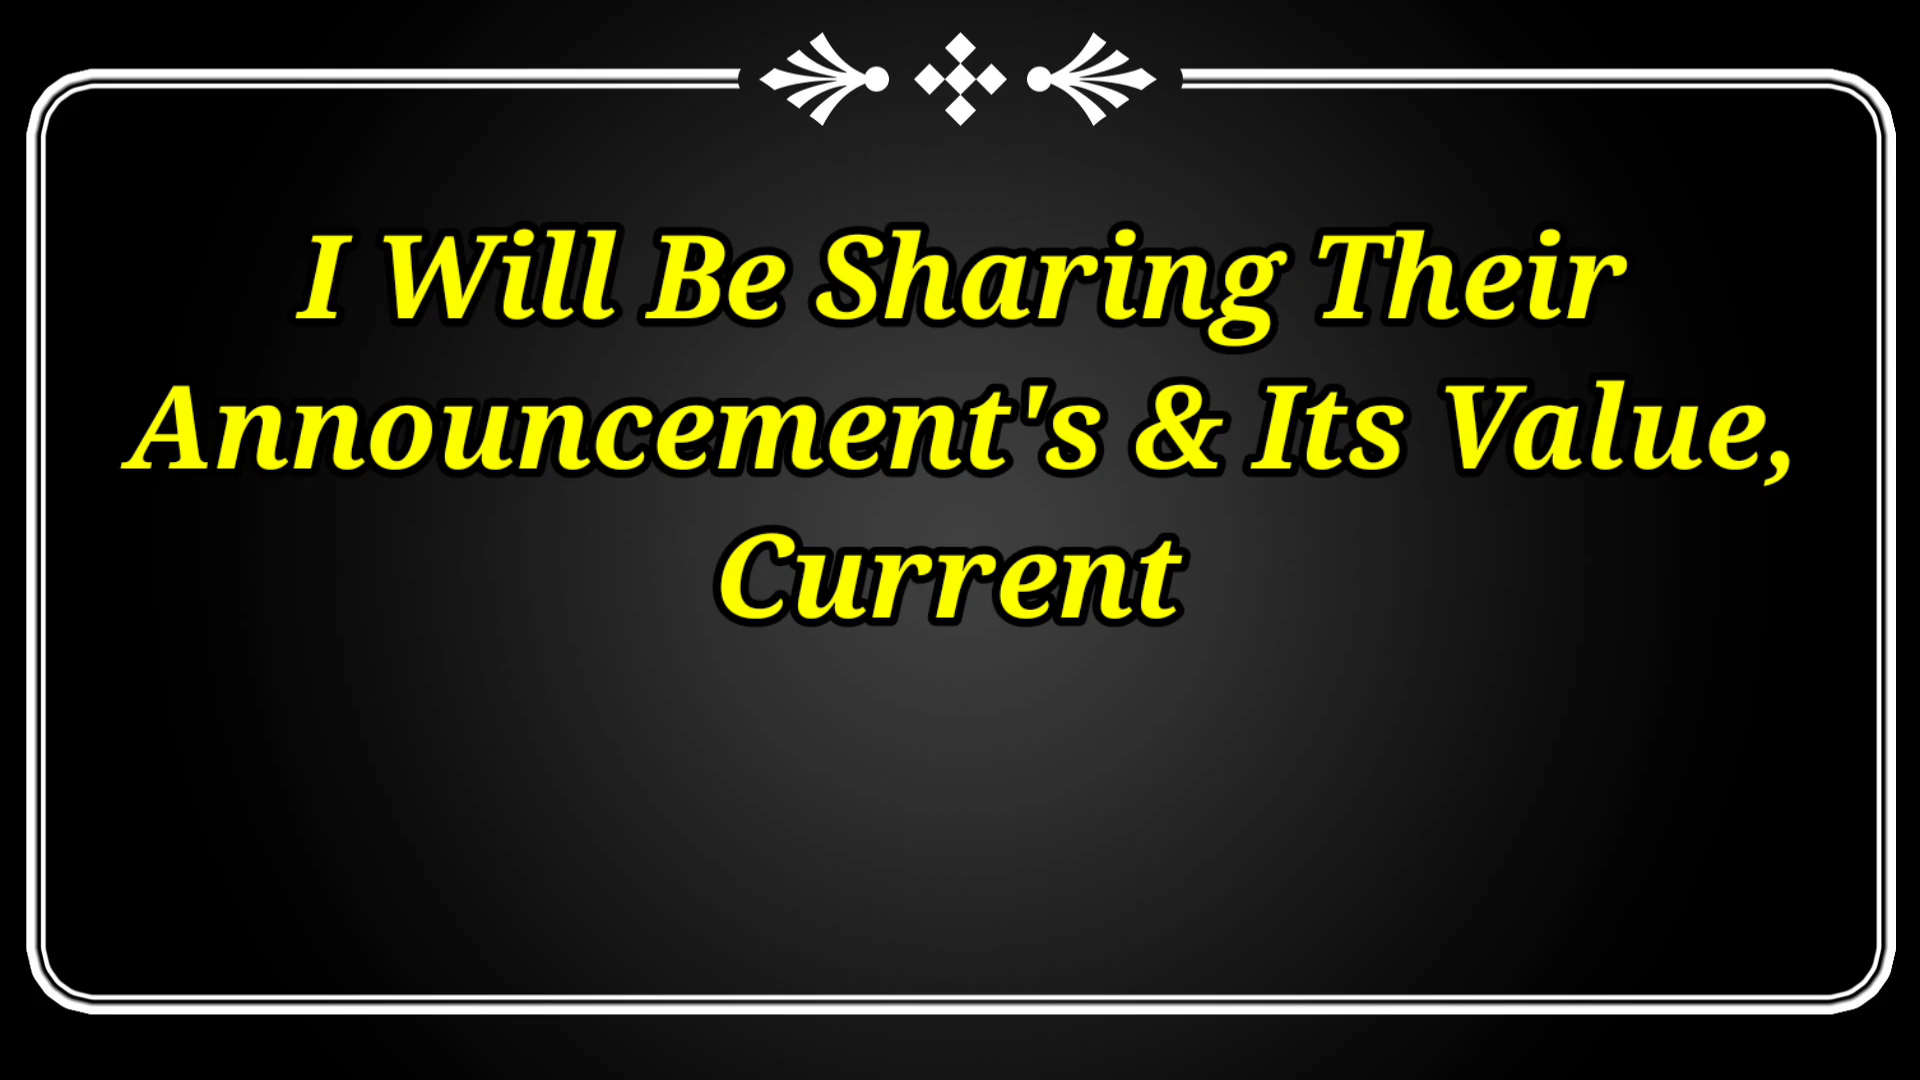 I Will Be Sharing Their
Announcement's & Its Value,
Current